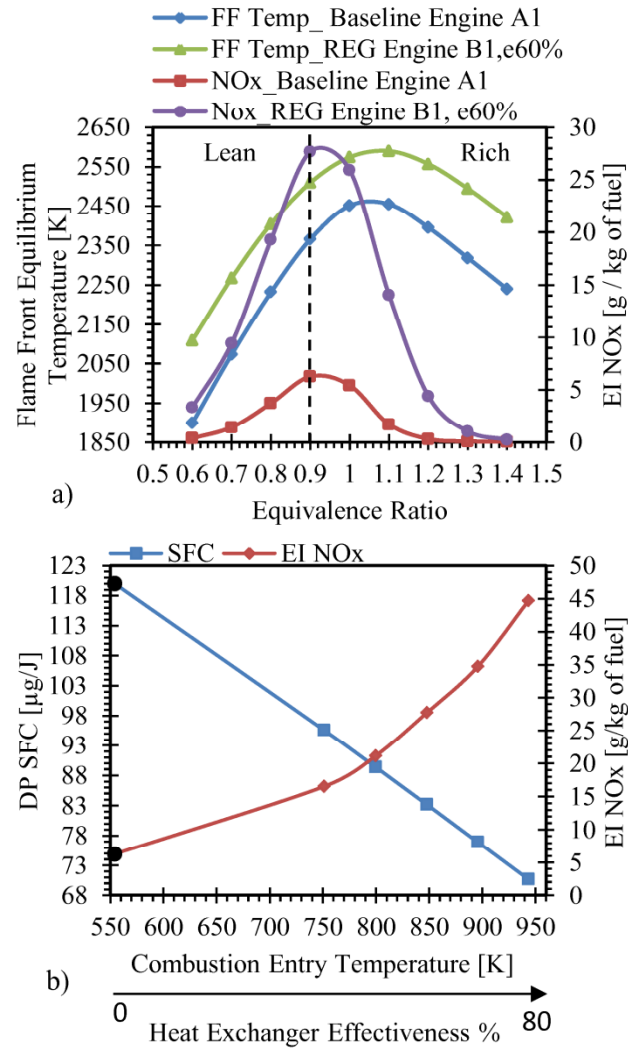 FF Temp_ Baseline Engine A1
FF Temp_REG Engine B1,e60%
NOx_Baseline Engine A1
Nox_REG Engine B1, e60%
2650
2550
2450
2350
2250
2150
2050
1950
1850
Flame Front Equilibrium
Temperature [K]
Lean
Rich
30
25
20
15
10
5
0
EI NOx [g / kg of fuel]
0.5 0.6 0.7 0.8 0.9 1 1.1 1.2 1.3 1.4 1.5
a)
Equivalence Ratio
SFC EI NOx
123
118
113
108
103
98
93
88
83
78
73
68
DP SFC [µg/J]
50
45
40
35
30
25
20
15
10
5
0
EI NOx [g/kg of fuel]
550 600 650 700 750 800 850 900 950
Combustion Entry Temperature [K]
b)
0 80
Heat Exchanger Effectiveness %